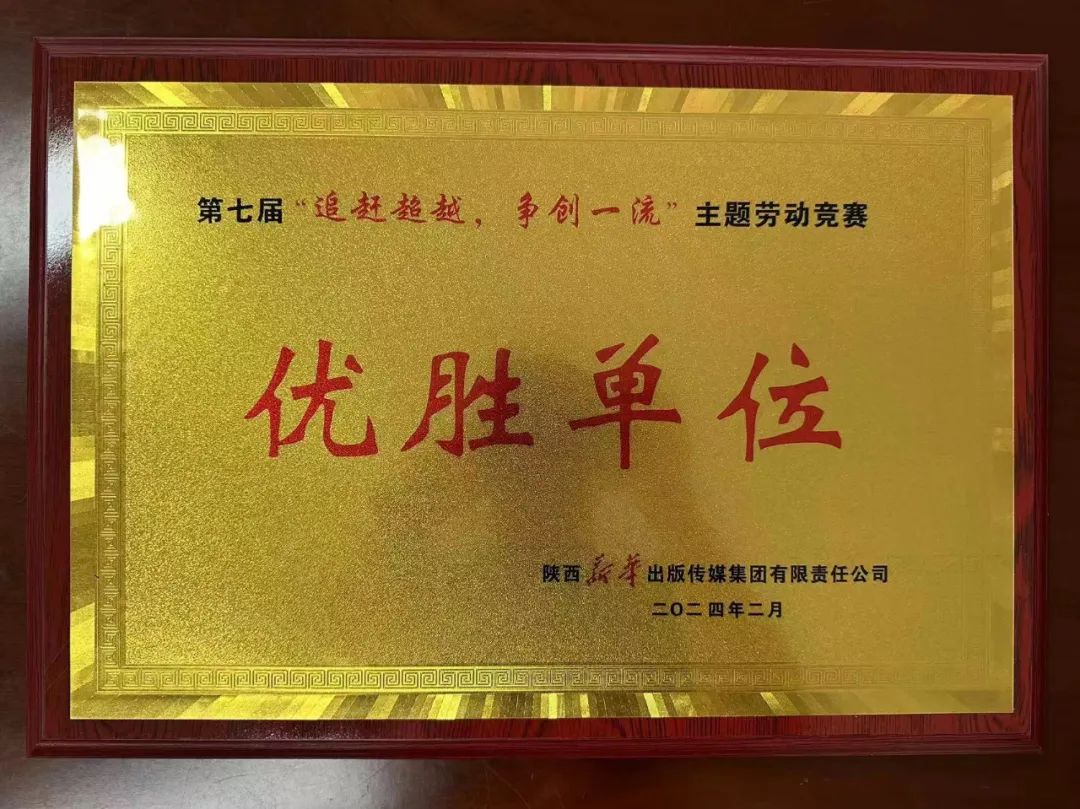 第七届“追赶超越，争创一流”主题劳动竞赛
优胜单位
陕西新华出版传媒集团有限责任公司
二〇二四年二月